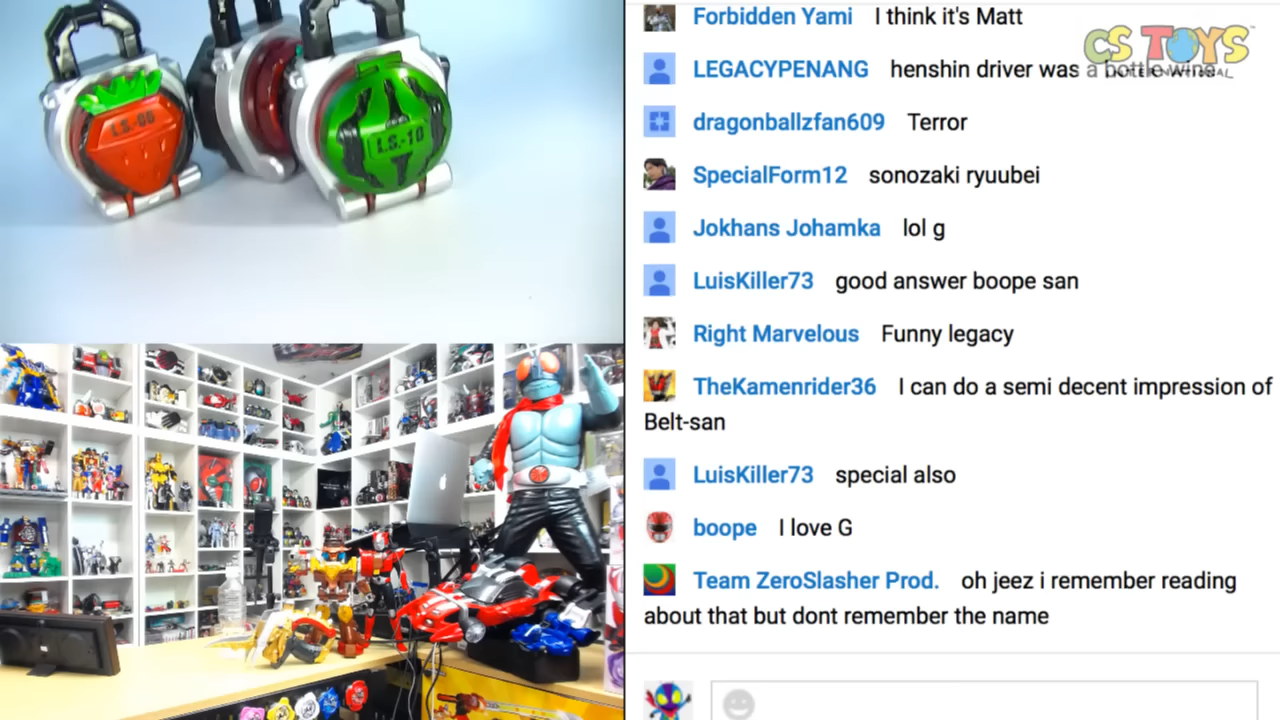 Forbidden Yami I think it's Matt
CS TOYS
INTERNATIONAL
LEGACYPENANG henshin driver was a bottle wine
dragonballzfan609 Terror
SpecialForm12 sonozaki ryuubei
Jokhans Johamka lol g
LuisKiller73 good answer boope san
Right Marvelous Funny legacy
TheKamenrider36 I can do a semi decent impression of
Belt-san
LuisKiller73 special also
boope I love G
Team ZeroSlasher Prod. oh jeez i remember reading
about that but dont remember the name
L.S.-06
L.S.-10